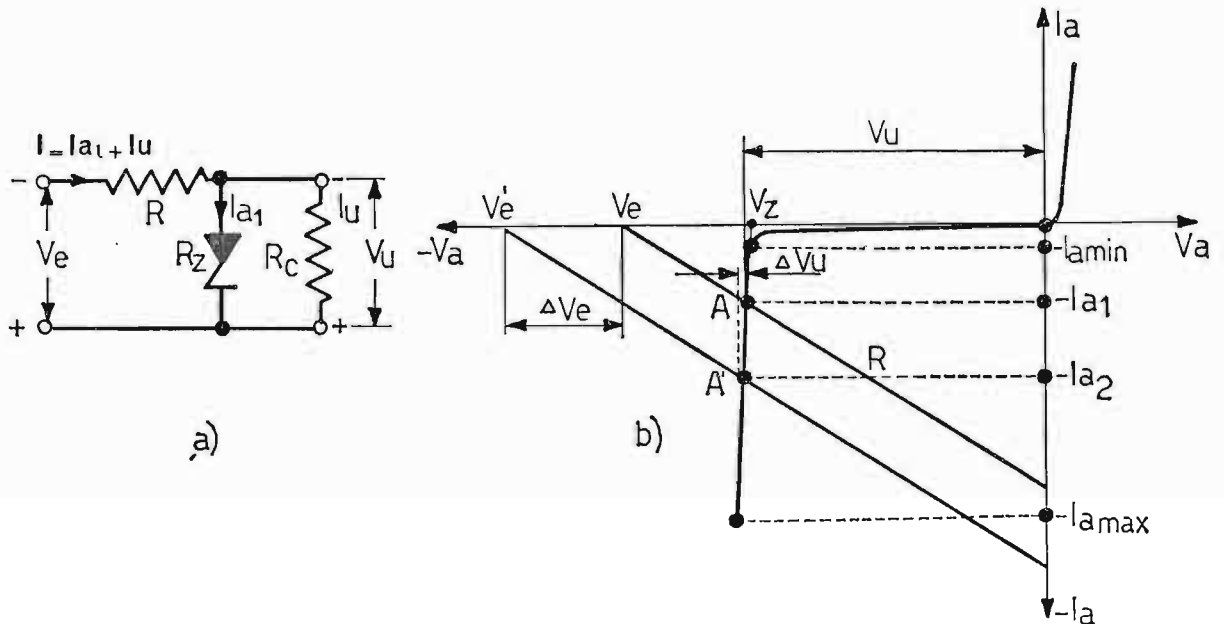 I=Ia₁+Iu
-
R
Ia₁
-
Iu
Ve
Rz
Rc
Vu
+
+
a)
Ia
Vu
V'e
Ve
Vz
-Va
Va
-Iamin
ΔVu
ΔVe
A
-Ia₁
R
A'
-Ia₂
b)
-Iamax
-Ia